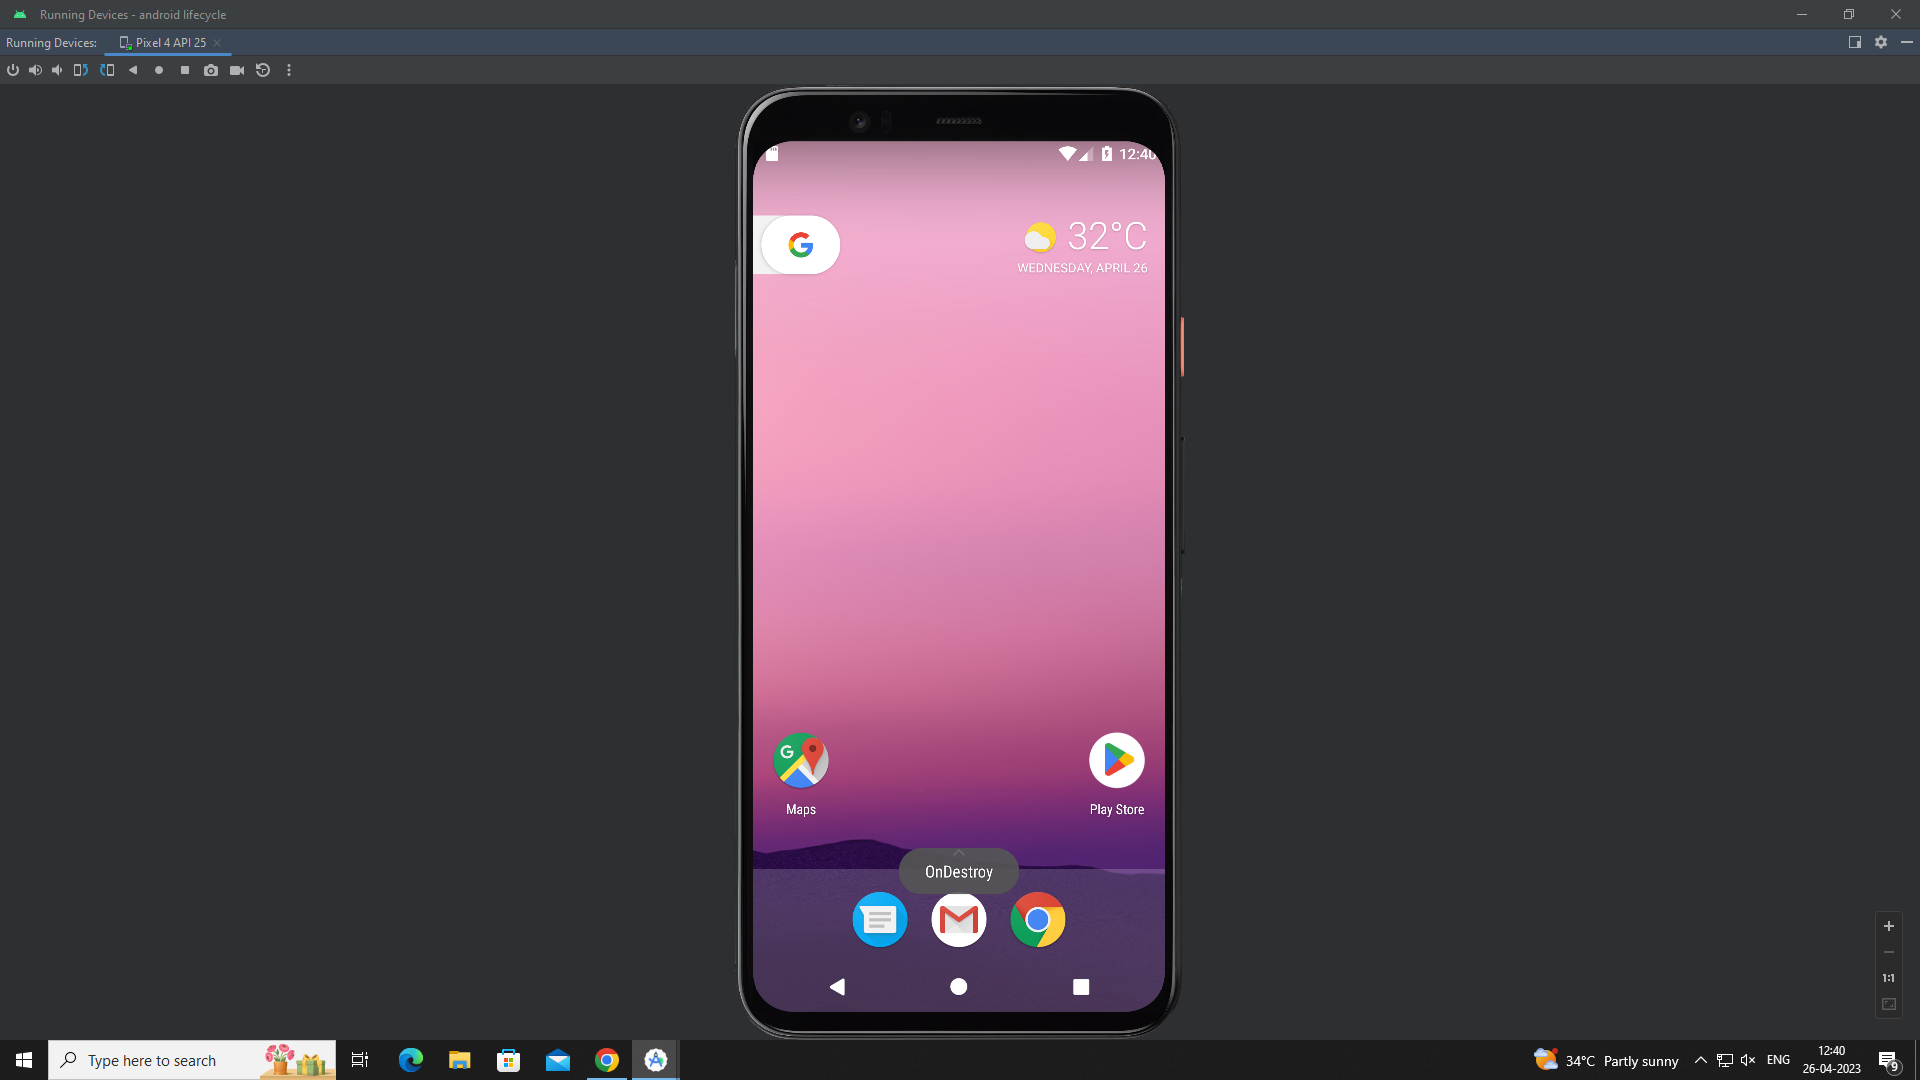 Running Devices - android lifecycle
Running Devices: Pixel 4 API 25
12:40
G
32°C
WEDNESDAY, APRIL 26
G
Maps
Play Store
OnDestroy
1:1
Type here to search
34°C Partly sunny
ENG
12:40
26-04-2023
9